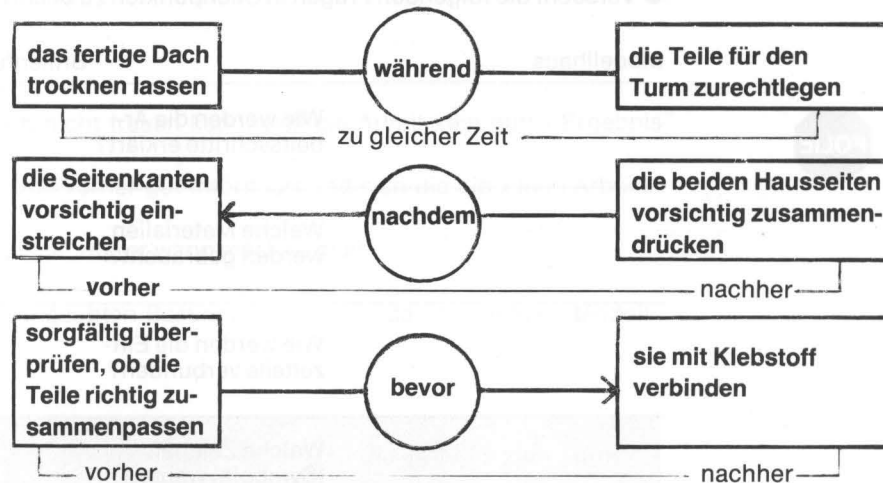 das fertige Dach
trocknen lassen
während
die Teile für den
Turm zurechtlegen
zu gleicher Zeit
die Seitenkanten
vorsichtig ein-
streichen
nachdem
die beiden Hausseiten
vorsichtig zusammen-
drücken
vorher
nachher
sorgfältig über-
prüfen, ob die
Teile richtig zu-
sammenpassen
bevor
sie mit Klebstoff
verbinden
vorher
nachher